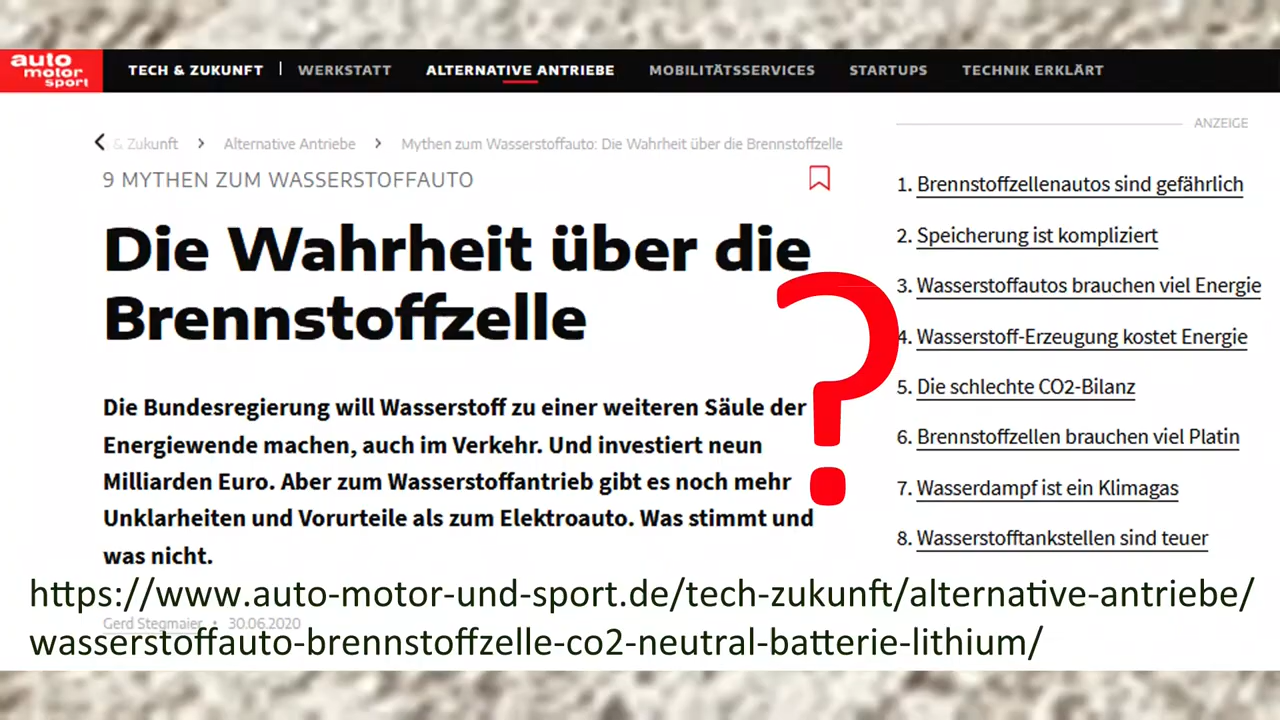 auto
motor
sport
TECH & ZUKUNFT | WERKSTATT ALTERNATIVE ANTRIEBE MOBILITÄTSSERVICES STARTUPS TECHNIK ERKLÄRT
& Zukunft > Alternative Antriebe > Mythen zum Wasserstoffauto: Die Wahrheit über die Brennstoffzelle
9 MYTHEN ZUM WASSERSTOFFAUTO
Die Wahrheit über die
Brennstoffzelle
?
Die Bundesregierung will Wasserstoff zu einer weiteren Säule der
Energiewende machen, auch im Verkehr. Und investiert neun
Milliarden Euro. Aber zum Wasserstoffantrieb gibt es noch mehr
Unklarheiten und Vorurteile als zum Elektroauto. Was stimmt und
was nicht.
Gerd Stegmaier • 30.06.2020
ANZEIGE
1. Brennstoffzellenautos sind gefährlich
2. Speicherung ist kompliziert
3. Wasserstoffautos brauchen viel Energie
4. Wasserstoff-Erzeugung kostet Energie
5. Die schlechte CO2-Bilanz
6. Brennstoffzellen brauchen viel Platin
7. Wasserdampf ist ein Klimagas
8. Wasserstofftankstellen sind teuer
https://www.auto-motor-und-sport.de/tech-zukunft/alternative-antriebe/
wasserstoffauto-brennstoffzelle-co2-neutral-batterie-lithium/